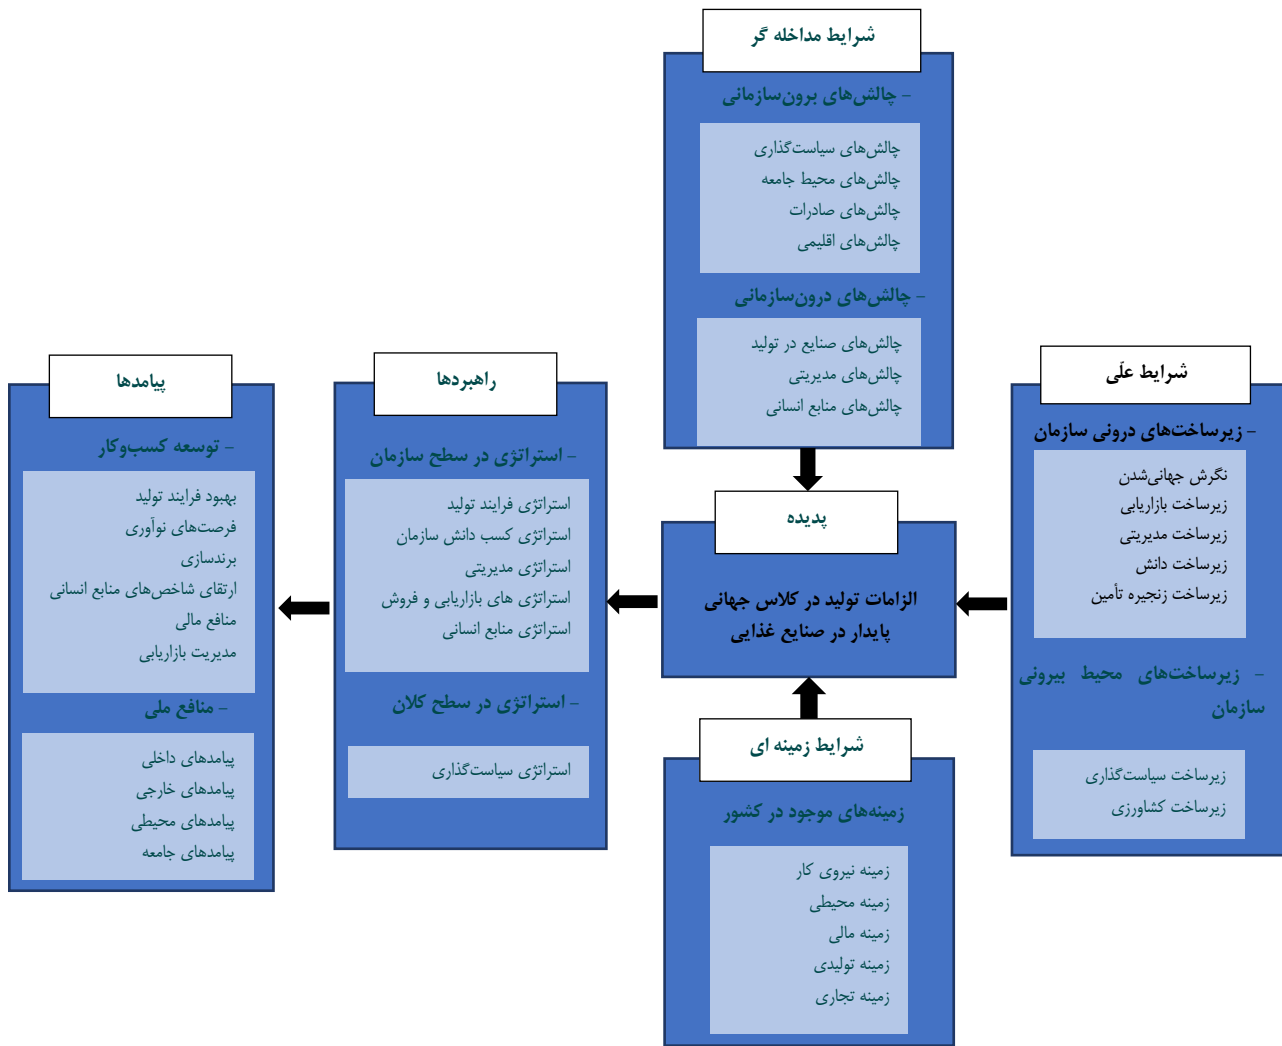 شرایط مداخله گر
- چالش‌های برون‌سازمانی
چالش‌های سیاست‌گذاری
چالش‌های محیط جامعه
چالش‌های صادرات
چالش‌های اقلیمی
- چالش‌های درون‌سازمانی
چالش‌های صنایع در تولید
چالش‌های مدیریتی
چالش‌های منابع انسانی
شرایط علّی
- زیرساخت‌های درونی سازمان
نگرش جهانی‌شدن
زیرساخت بازاریابی
زیرساخت مدیریتی
زیرساخت دانش
زیرساخت زنجیره تأمین
- زیرساخت‌های محیط بیرونی
سازمان
زیرساخت سیاست‌گذاری
زیرساخت کشاورزی
پدیده
الزامات تولید در کلاس جهانی
پایدار در صنایع غذایی
شرایط زمینه ای
زمینه‌های موجود در کشور
زمینه نیروی کار
زمینه محیطی
زمینه مالی
زمینه تولیدی
زمینه تجاری
راهبردها
- استراتژی در سطح سازمان
استراتژی فرایند تولید
استراتژی کسب دانش سازمان
استراتژی مدیریتی
استراتژی های بازاریابی و فروش
استراتژی منابع انسانی
- استراتژی در سطح کلان
استراتژی سیاست‌گذاری
پیامدها
- توسعه کسب‌وکار
بهبود فرایند تولید
فرصت‌های نوآوری
برندسازی
ارتقای شاخص‌های منابع انسانی
منافع مالی
مدیریت بازاریابی
- منافع ملی
پیامدهای داخلی
پیامدهای خارجی
پیامدهای محیطی
پیامدهای جامعه